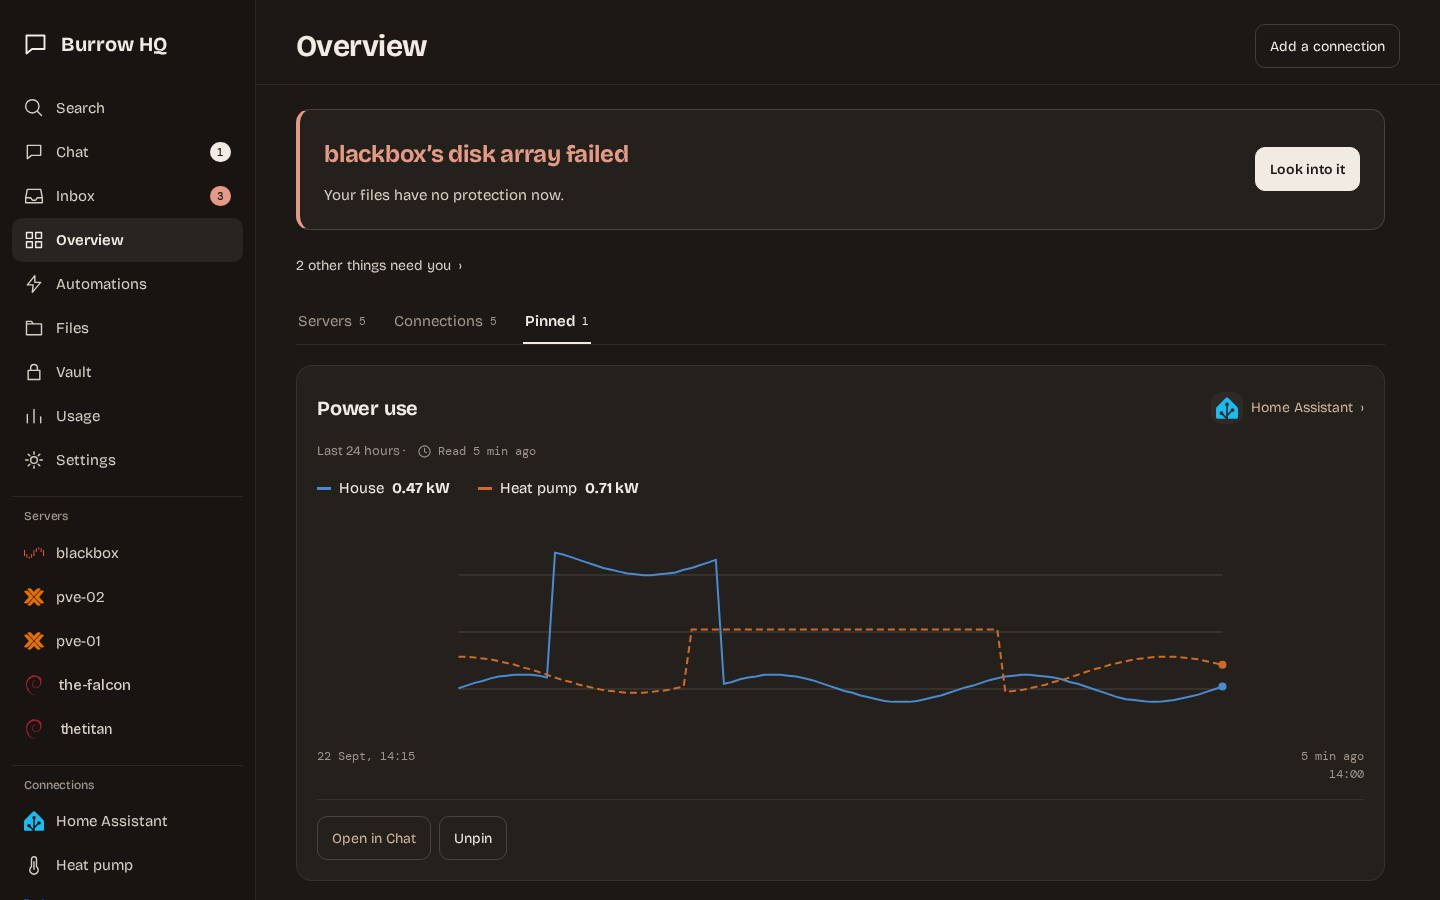 Burrow HQ
Search
Chat 1
Inbox 3
Overview
Automations
Files
Vault
Usage
Settings
Servers
blackbox
pve-02
pve-01
the-falcon
thetitan
Connections
Home Assistant
Heat pump
Overview
Add a connection
blackbox’s disk array failed
Your files have no protection now.
Look into it
2 other things need you ›
Servers 5 Connections 5 Pinned 1
Power use
Home Assistant ›
Last 24 hours · Read 5 min ago
House 0.47 kW Heat pump 0.71 kW
22 Sept, 14:15
5 min ago
14:00
Open in Chat
Unpin